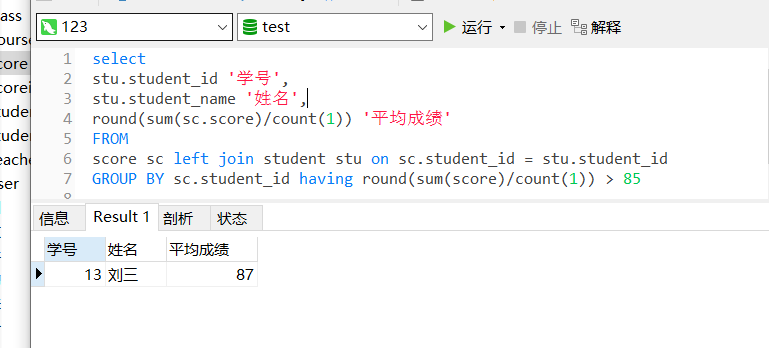 ass
ourse
core
corei
tuden
tuden
eache
ser
123
test
运行
停止
解释
1 select
2 stu.student_id '学号',
3 stu.student_name '姓名',
4 round(sum(sc.score)/count(1)) '平均成绩'
5 FROM
6 score sc left join student stu on sc.student_id = stu.student_id
7 GROUP BY sc.student_id having round(sum(score)/count(1)) > 85
信息 Result 1 剖析 状态
学号 姓名 平均成绩
13 刘三 87